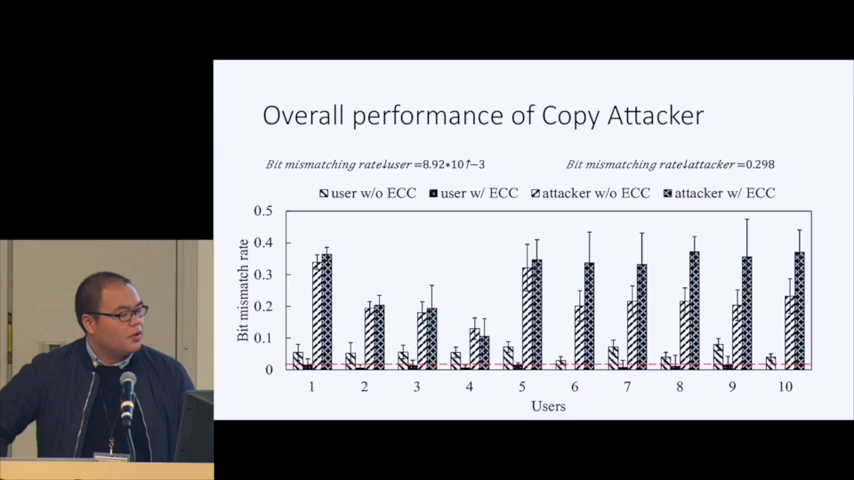 Overall performance of Copy Attacker
Bit mismatching rate↓user =8.92*10↑−3
Bit mismatching rate↓attacker =0.298
user w/o ECC user w/ ECC attacker w/o ECC attacker w/ ECC
0.5
0.4
0.3
0.2
0.1
0
Bit mismatch rate
1 2 3 4 5 6 7 8 9 10
Users